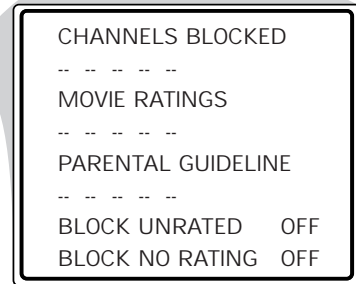 CHANNELS BLOCKED
-- -- -- -- --
MOVIE RATINGS
-- -- -- -- --
PARENTAL GUIDELINE
-- -- -- -- --
BLOCK UNRATED OFF
BLOCK NO RATING OFF